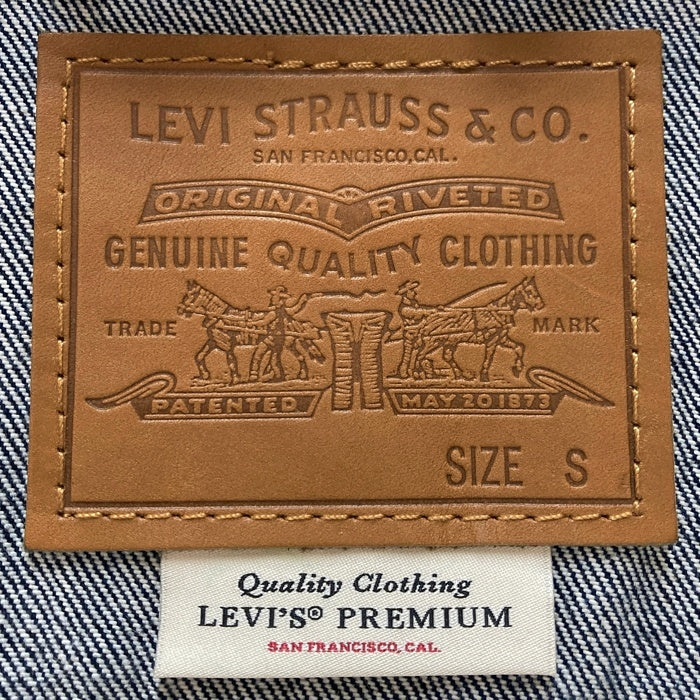 LEVI STRAUSS & CO.
SAN FRANCISCO, CAL.
ORIGINAL RIVETED
GENUINE QUALITY CLOTHING
TRADE MARK
PATENTED MAY 20 1873
SIZE S
Quality Clothing
LEVI'S® PREMIUM
SAN FRANCISCO, CAL.